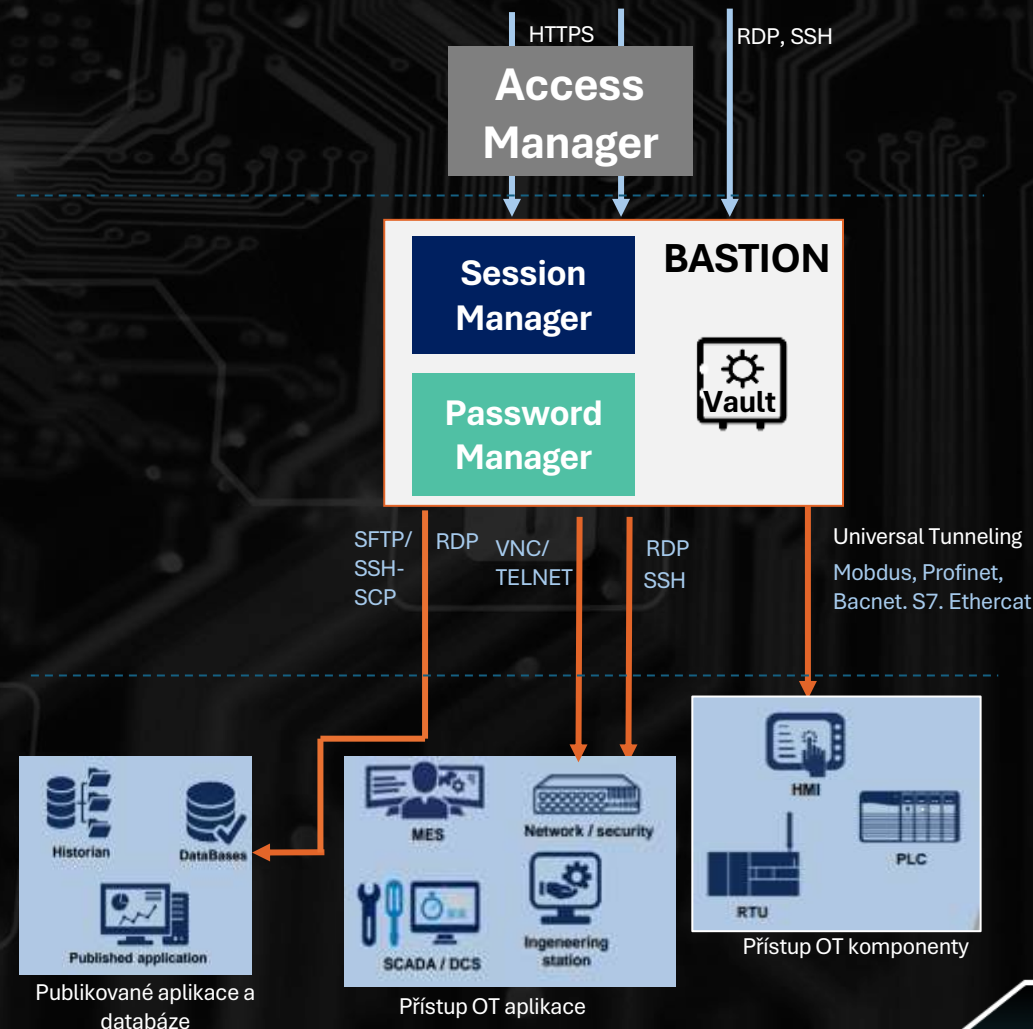 HTTPS
RDP, SSH
Access
Manager
Session
Manager
BASTION
Vault
Password
Manager
SFTP/
SSH-
SCP
RDP
VNC/
TELNET
RDP
SSH
Universal Tunneling
Mobdus, Profinet,
Bacnet. S7. Ethercat
Historian
DataBases
Published application
Publikované aplikace a
databáze
MES
Network / security
SCADA / DCS
Ingeneering
station
Přístup OT aplikace
HMI
PLC
RTU
Přístup OT komponenty